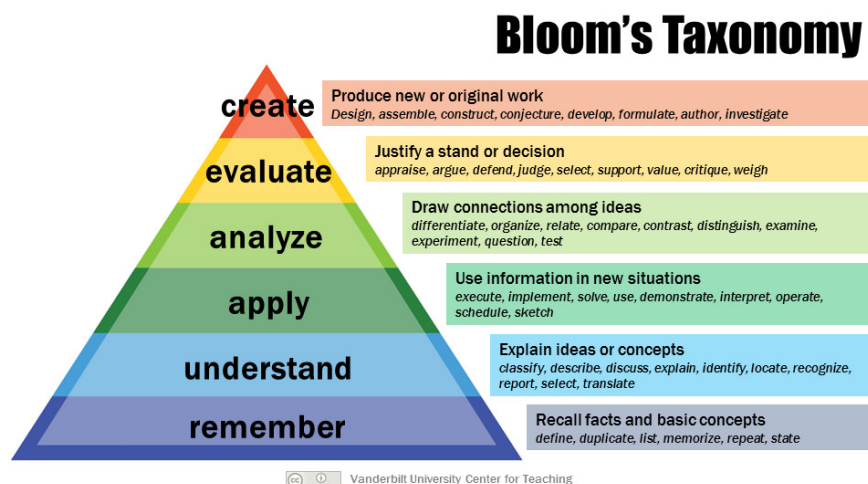 Bloom's Taxonomy
create
Produce new or original work
Design, assemble, construct, conjecture, develop, formulate, author, investigate
evaluate
Justify a stand or decision
appraise, argue, defend, judge, select, support, value, critique, weigh
analyze
Draw connections among ideas
differentiate, organize, relate, compare, contrast, distinguish, examine,
experiment, question, test
apply
Use information in new situations
execute, implement, solve, use, demonstrate, interpret, operate,
schedule, sketch
understand
Explain ideas or concepts
classify, describe, discuss, explain, identify, locate, recognize,
report, select, translate
remember
Recall facts and basic concepts
define, duplicate, list, memorize, repeat, state
cc Vanderbilt University Center for Teaching